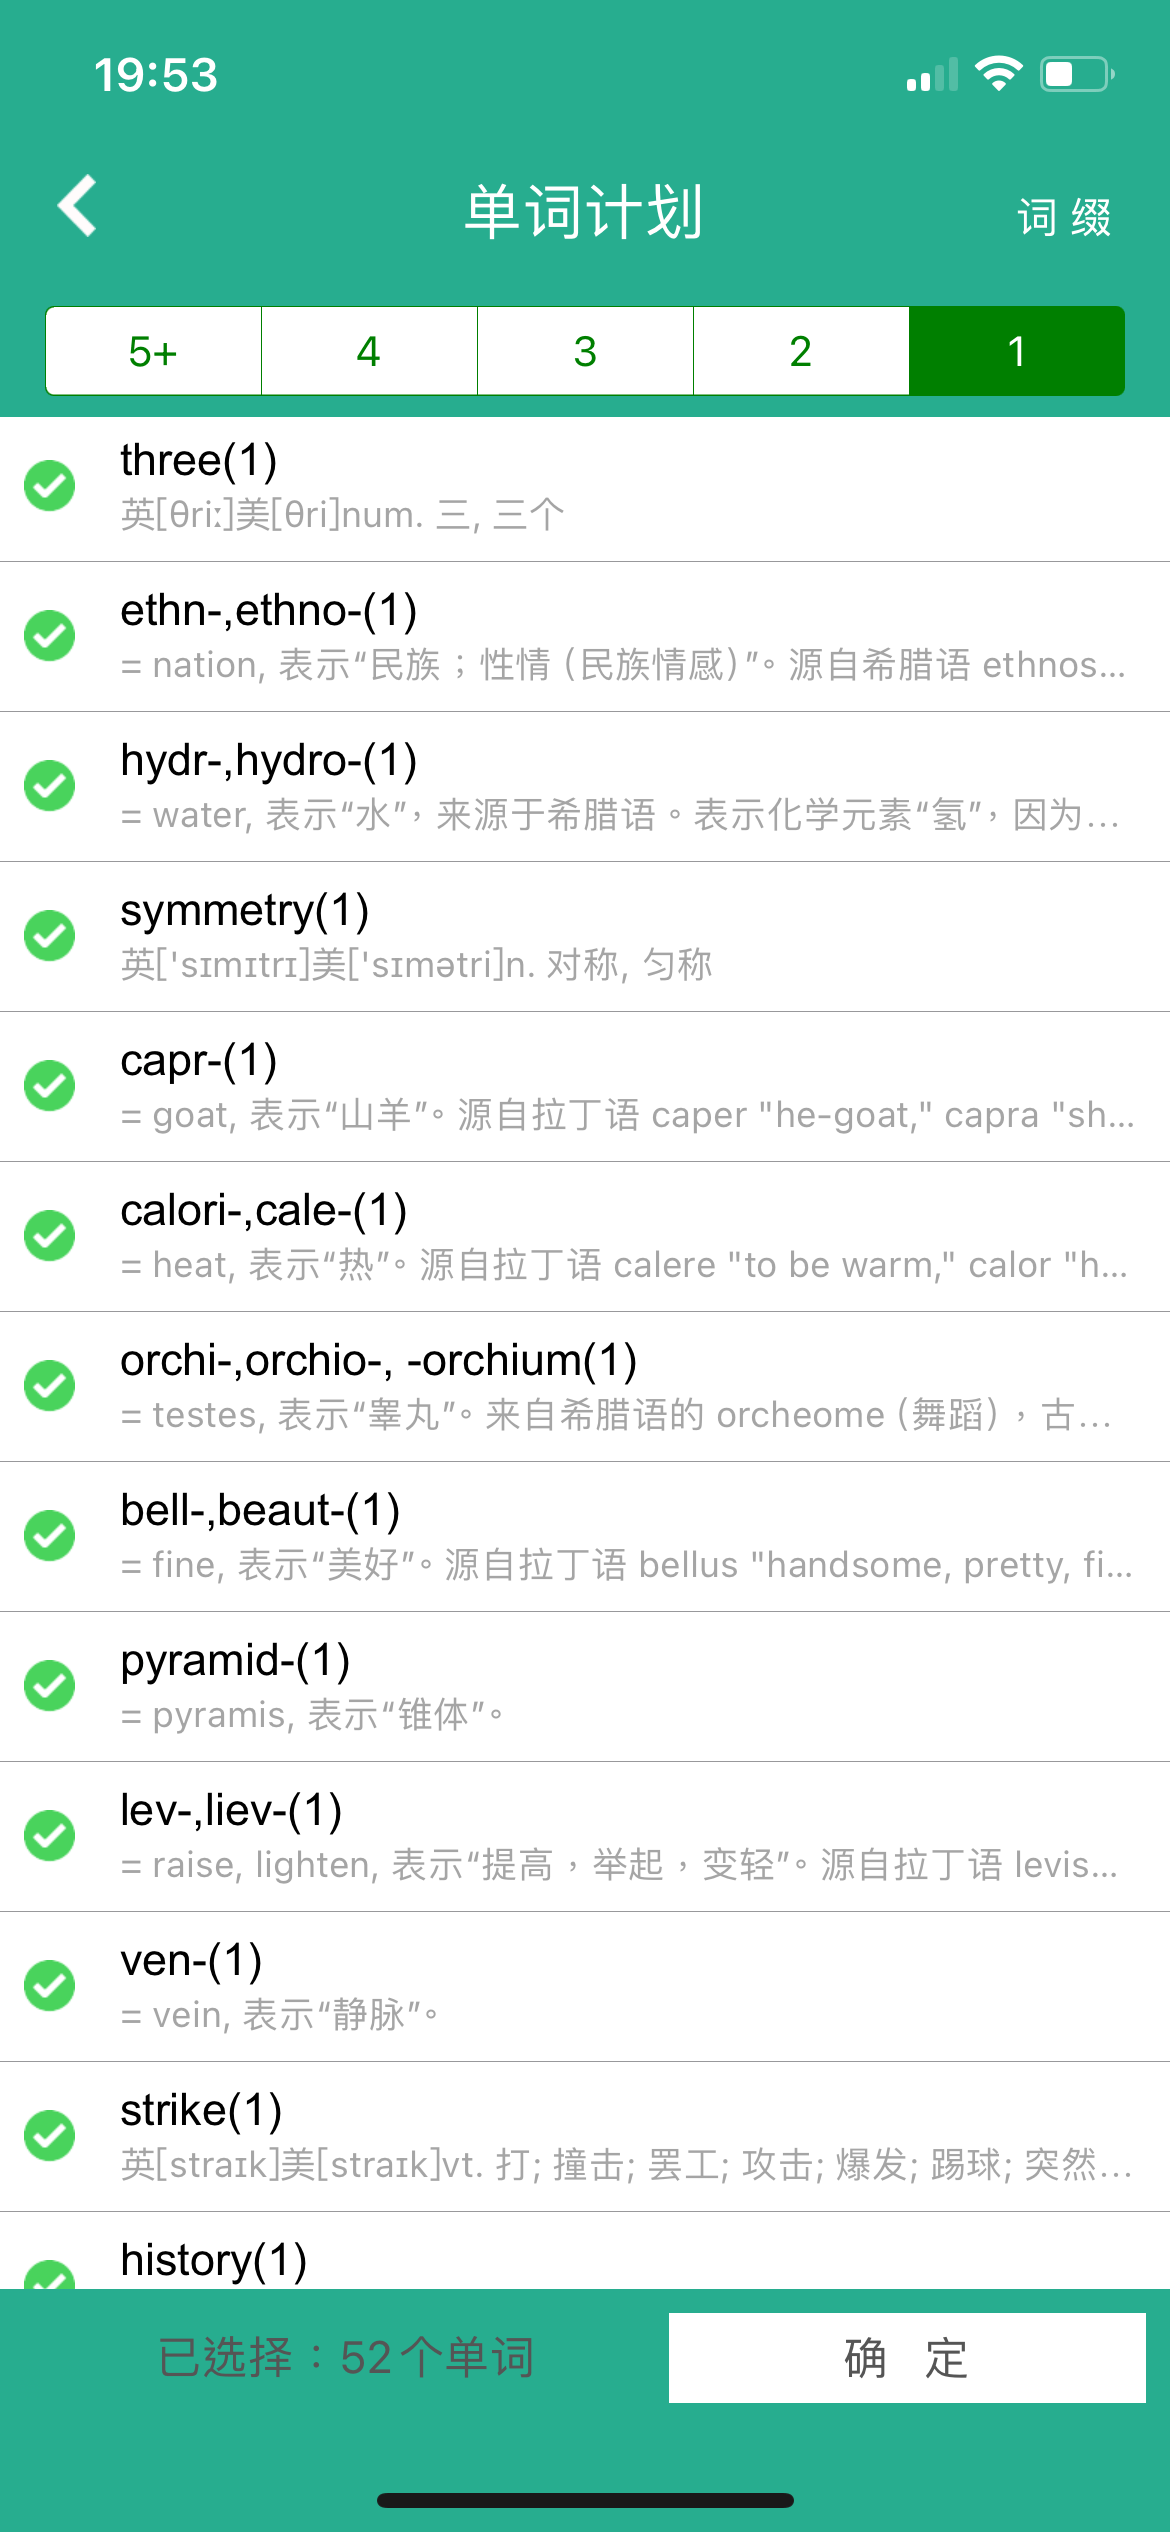 19:53
单词计划
词 缀
5+ 4 3 2 1
three(1)
英[θriː]美[θri]num. 三, 三个
ethn-,ethno-(1)
= nation, 表示“民族；性情（民族情感）”。源自希腊语 ethnos...
hydr-,hydro-(1)
= water, 表示“水”，来源于希腊语。表示化学元素“氢”，因为...
symmetry(1)
英['sɪmɪtrɪ]美['sɪmətri]n. 对称, 匀称
capr-(1)
= goat, 表示“山羊”。源自拉丁语 caper "he-goat," capra "sh...
calori-,cale-(1)
= heat, 表示“热”。源自拉丁语 calere "to be warm," calor "h...
orchi-,orchio-, -orchium(1)
= testes, 表示“睾丸”。来自希腊语的 orcheome（舞蹈），古...
bell-,beaut-(1)
= fine, 表示“美好”。源自拉丁语 bellus "handsome, pretty, fi...
pyramid-(1)
= pyramis, 表示“锥体”。
lev-,liev-(1)
= raise, lighten, 表示“提高，举起，变轻”。源自拉丁语 levis...
ven-(1)
= vein, 表示“静脉”。
strike(1)
英[straɪk]美[straɪk]vt. 打; 撞击; 罢工; 攻击; 爆发; 踢球; 突然...
history(1)
已选择：52个单词
确 定